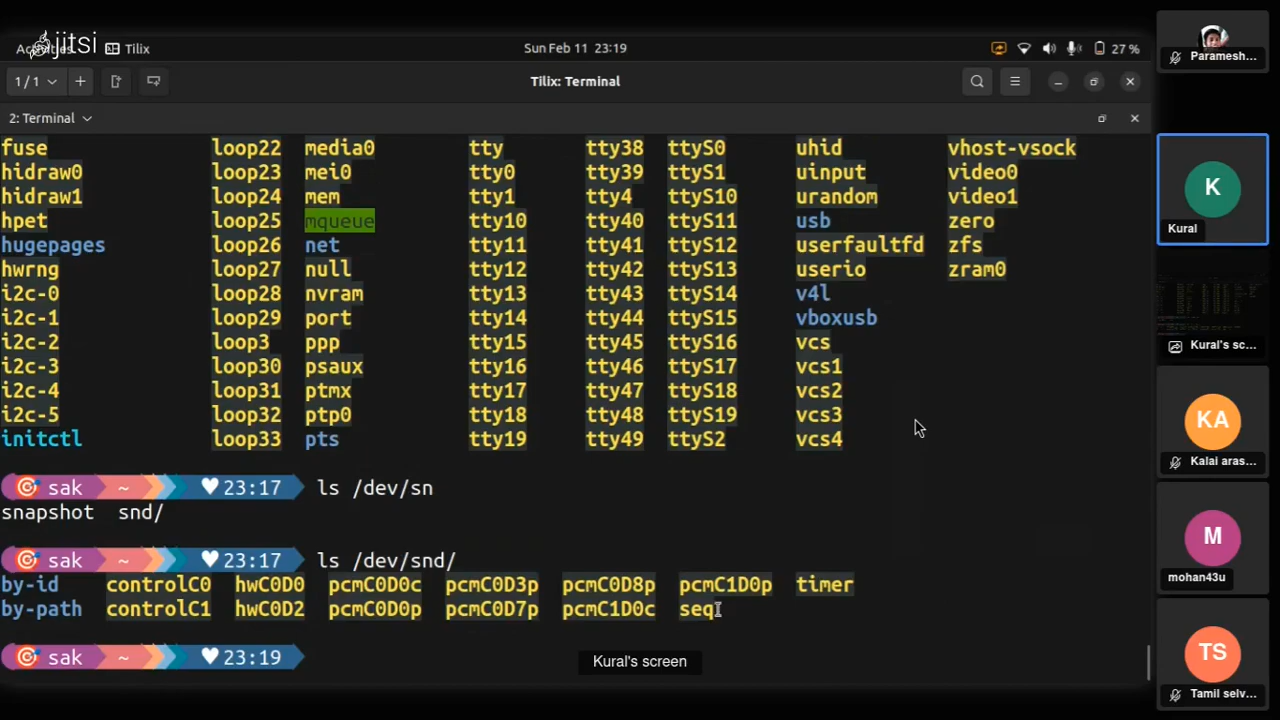 jitsi
Tilix
Sun Feb 11 23:19
27 %
1 / 1
Tilix: Terminal
2: Terminal
fuse loop22 media0 tty tty38 ttyS0 uhid vhost-vsock
hidraw0 loop23 mei0 tty0 tty39 ttyS1 uinput video0
hidraw1 loop24 mem tty1 tty4 ttyS10 urandom video1
hpet loop25 mqueue tty10 tty40 ttyS11 usb zero
hugepages loop26 net tty11 tty41 ttyS12 userfaultfd zfs
hwrng loop27 null tty12 tty42 ttyS13 userio zram0
i2c-0 loop28 nvram tty13 tty43 ttyS14 v4l
i2c-1 loop29 port tty14 tty44 ttyS15 vboxusb
i2c-2 loop3 ppp tty15 tty45 ttyS16 vcs
i2c-3 loop30 psaux tty16 tty46 ttyS17 vcs1
i2c-4 loop31 ptmx tty17 tty47 ttyS18 vcs2
i2c-5 loop32 ptp0 tty18 tty48 ttyS19 vcs3
initctl loop33 pts tty19 tty49 ttyS2 vcs4
sak ~ ♥23:17 ls /dev/sn
snapshot snd/
sak ~ ♥23:17 ls /dev/snd/
by-id controlC0 hwC0D0 pcmC0D0c pcmC0D3p pcmC0D8p pcmC1D0p timer
by-path controlC1 hwC0D2 pcmC0D0p pcmC0D7p pcmC1D0c seq
sak ~ ♥23:19
Kural's screen
Paramesh...
K
Kural
Kural's sc...
KA
Kalai aras...
M
mohan43u
TS
Tamil selv...